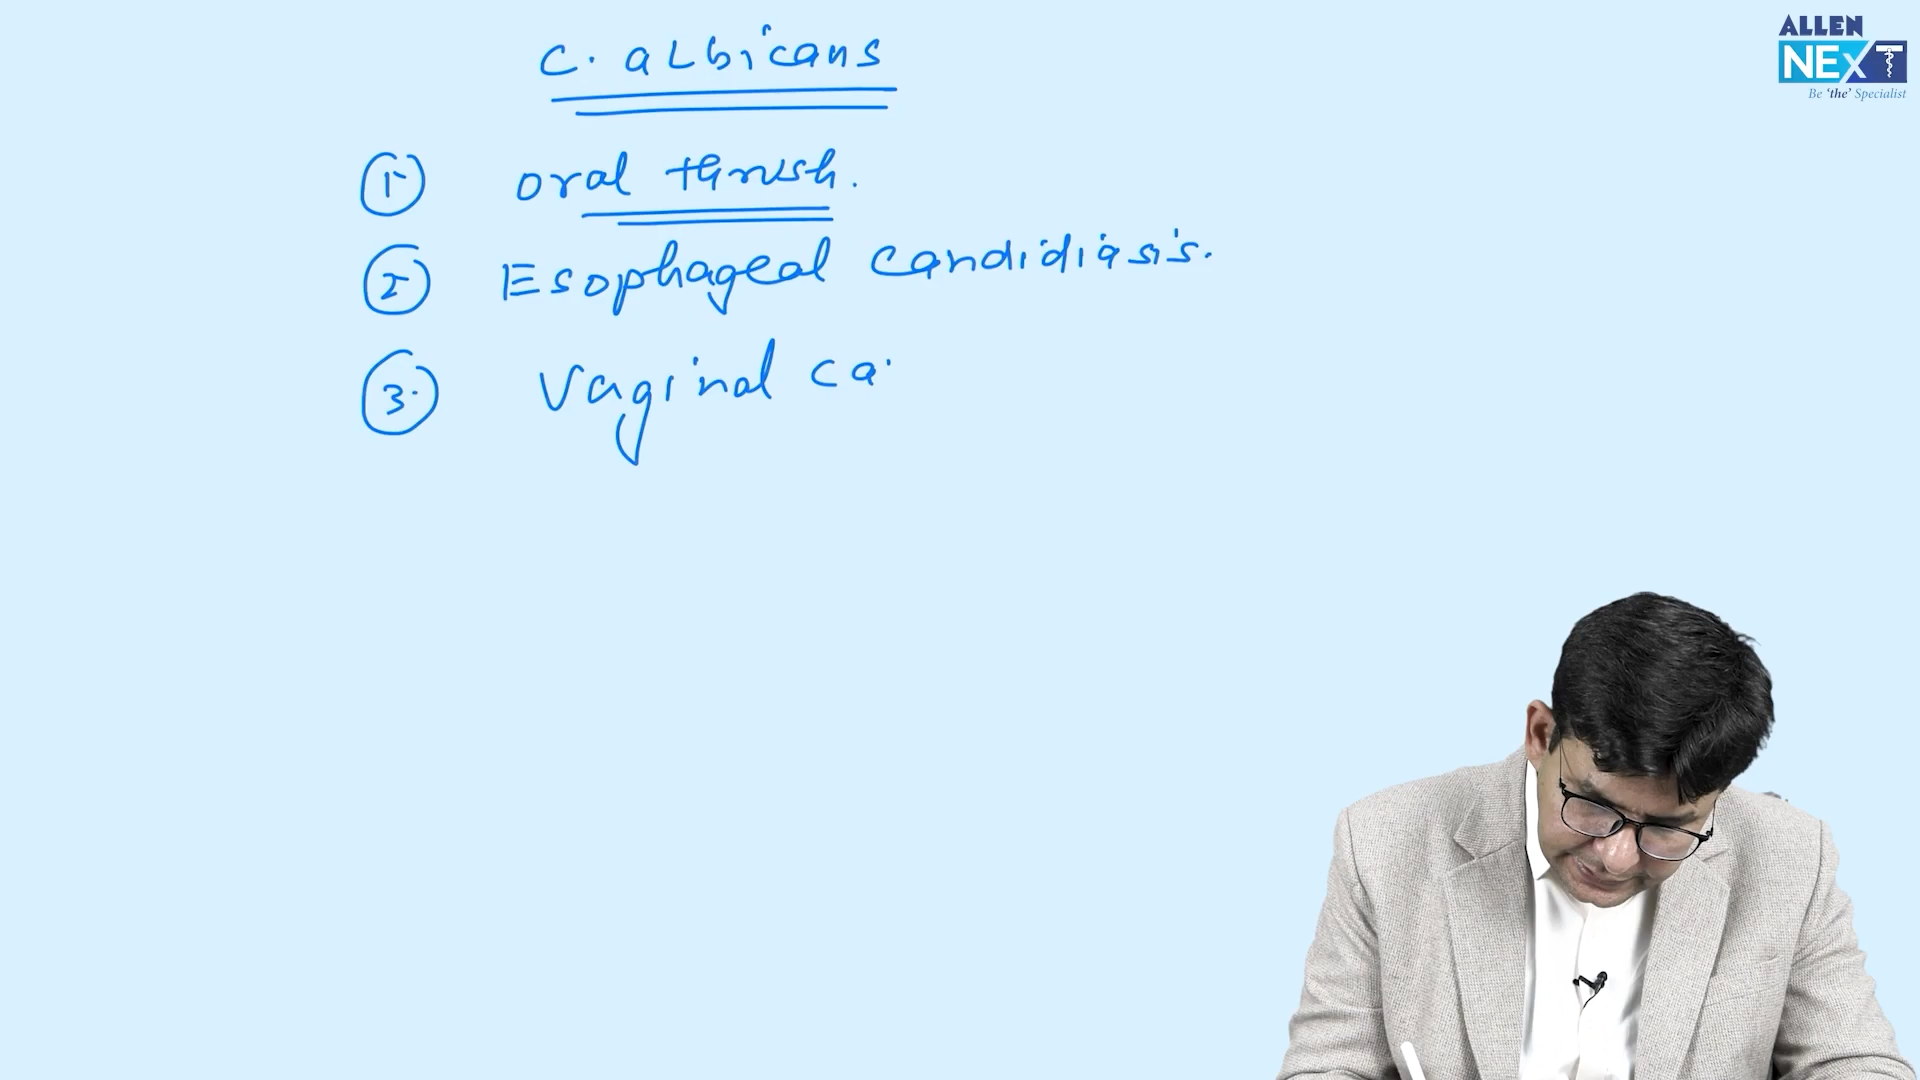 C. aLbicans
1 oral thrush.
2 Esophageal candidiasis.
3. Vaginal ca
ALLEN
NEXT
Be 'the' Specialist